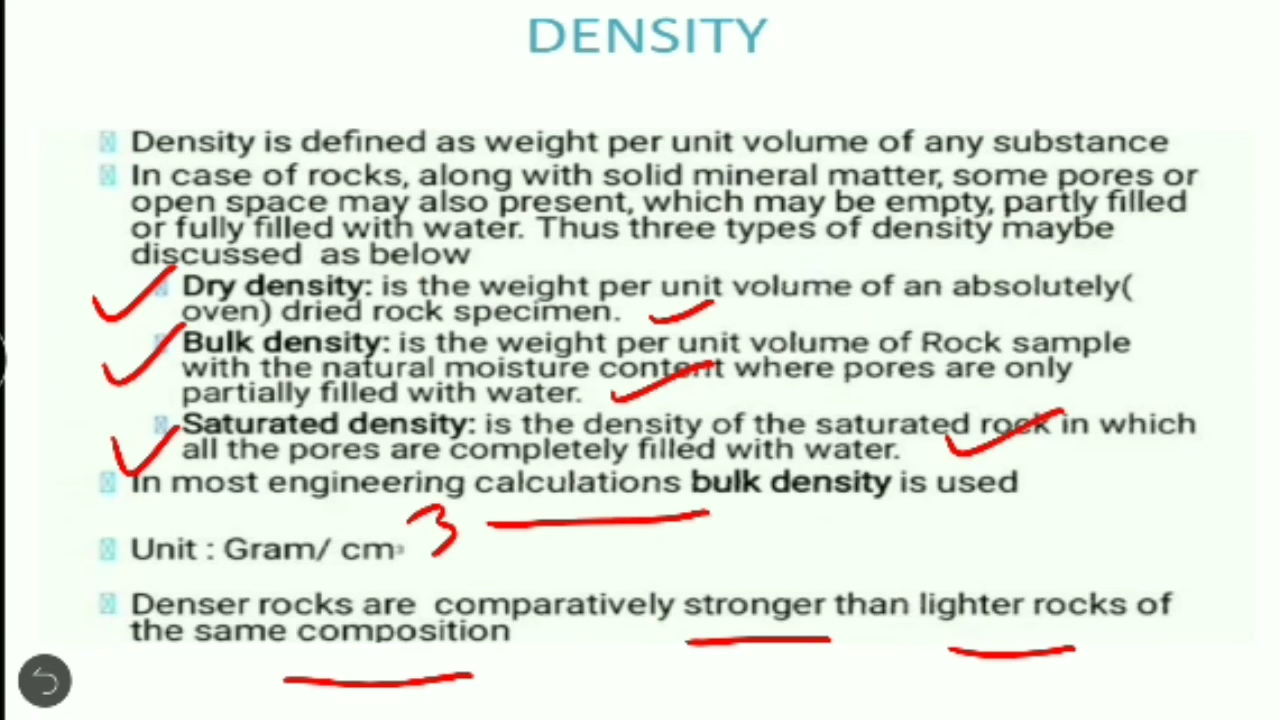 DENSITY
Density is defined as weight per unit volume of any substance
In case of rocks, along with solid mineral matter, some pores or
open space may also present, which may be empty, partly filled
or fully filled with water. Thus three types of density maybe
discussed as below
Dry density: is the weight per unit volume of an absolutely(
oven) dried rock specimen.
Bulk density: is the weight per unit volume of Rock sample
with the natural moisture content where pores are only
partially filled with water.
Saturated density: is the density of the saturated rock in which
all the pores are completely filled with water.
In most engineering calculations bulk density is used
3
Unit : Gram/ cm³
Denser rocks are comparatively stronger than lighter rocks of
the same composition